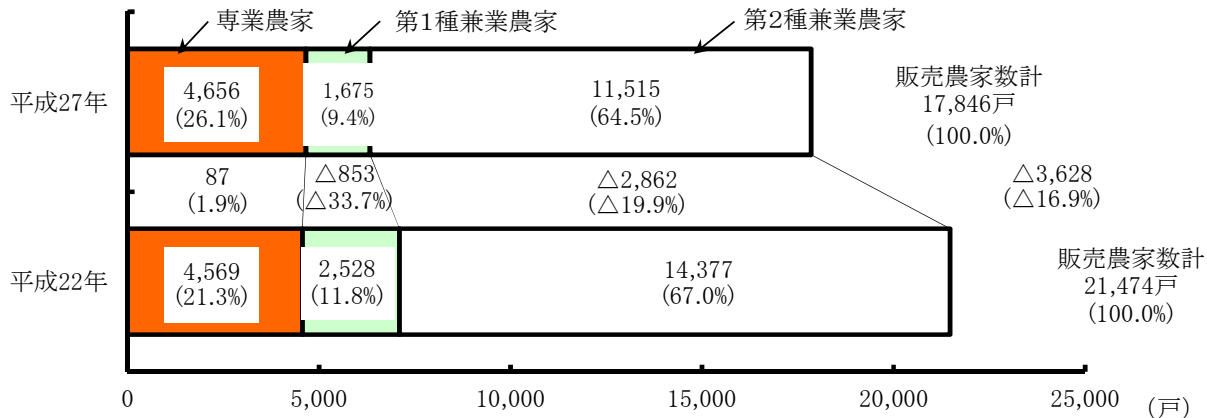 専業農家
第1種兼業農家
第2種兼業農家
平成27年
4,656
(26.1%)
1,675
(9.4%)
11,515
(64.5%)
販売農家数計
17,846戸
(100.0%)
87
(1.9%)
△853
(△33.7%)
△2,862
(△19.9%)
△3,628
(△16.9%)
平成22年
4,569
(21.3%)
2,528
(11.8%)
14,377
(67.0%)
販売農家数計
21,474戸
(100.0%)
0 5,000 10,000 15,000 20,000 25,000 (戸)